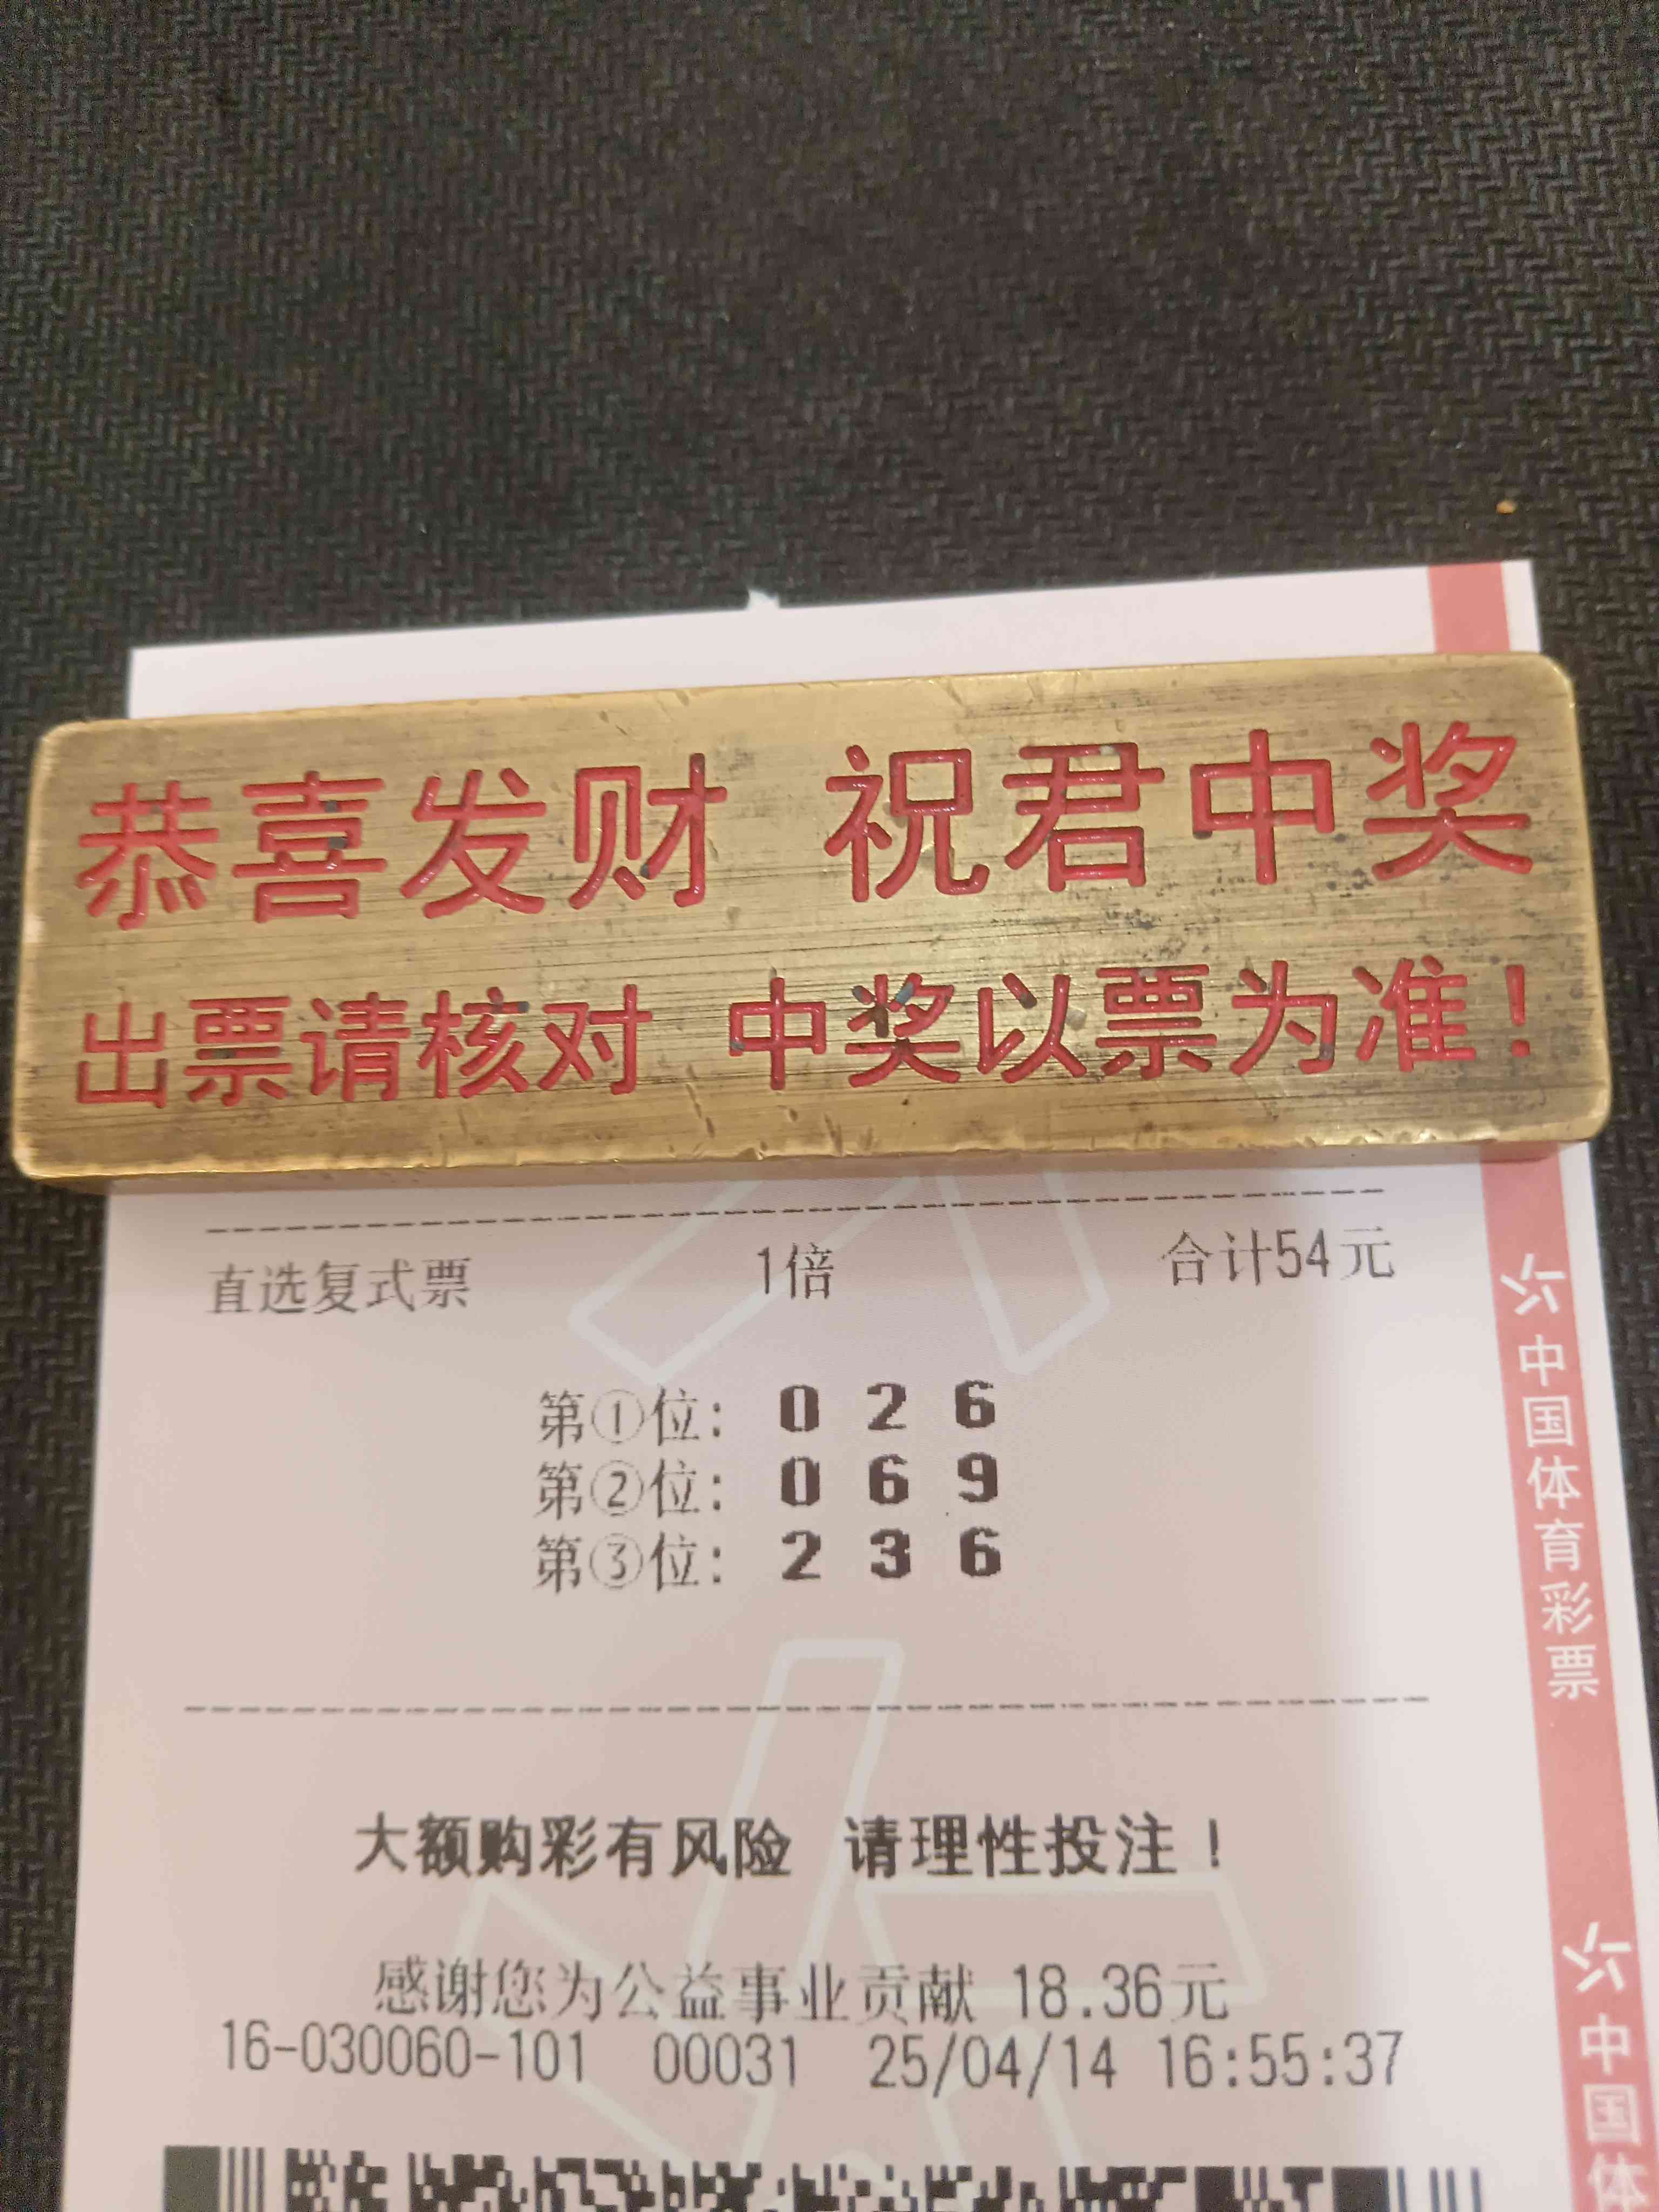 恭喜发财 祝君中奖
出票请核对 中奖以票为准！
直选复式票 1倍 合计54元
第①位: 0 2 6
第②位: 0 6 9
第③位: 2 3 6
大额购彩有风险 请理性投注！
感谢您为公益事业贡献 18.36元
16-030060-101 00031 25/04/14 16:55:37
中国体育彩票
中国体